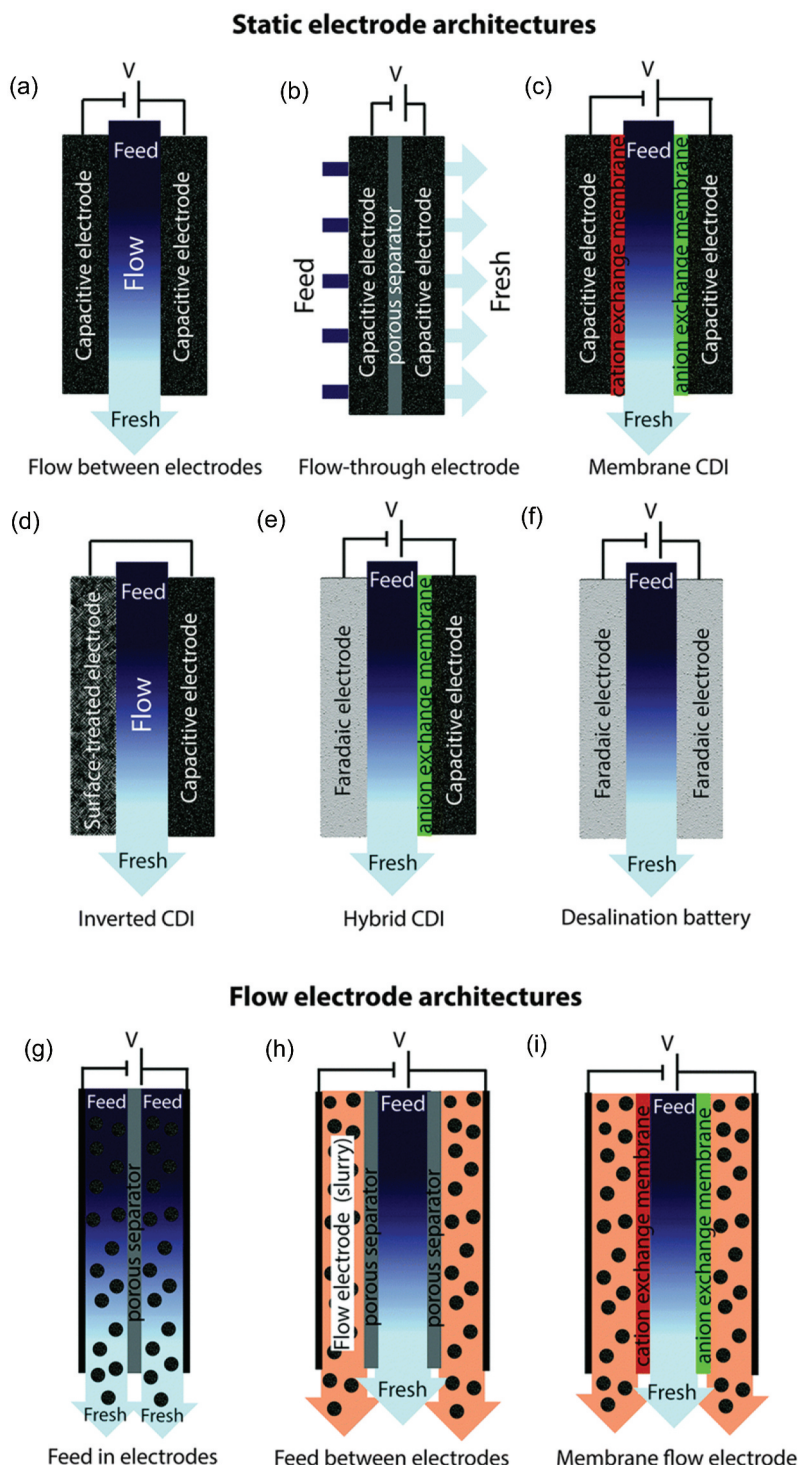 Static electrode architectures
(a)
V
Feed
Capacitive electrode
Flow
Capacitive electrode
Fresh
Flow between electrodes
(b)
V
Feed
Capacitive electrode
porous separator
Capacitive electrode
Fresh
Flow-through electrode
(c)
V
Feed
Capacitive electrode
cation exchange membrane
anion exchange membrane
Capacitive electrode
Fresh
Membrane CDI
(d)
Feed
Surface-treated electrode
Flow
Capacitive electrode
Fresh
Inverted CDI
(e)
V
Feed
Faradaic electrode
anion exchange membrane
Capacitive electrode
Fresh
Hybrid CDI
(f)
V
Feed
Faradaic electrode
Faradaic electrode
Fresh
Desalination battery
Flow electrode architectures
(g)
V
Feed
Feed
porous separator
Fresh
Fresh
Feed in electrodes
(h)
V
Feed
Flow electrode (slurry)
porous separator
porous separator
Fresh
Feed between electrodes
(i)
V
Feed
cation exchange membrane
anion exchange membrane
Fresh
Membrane flow electrode